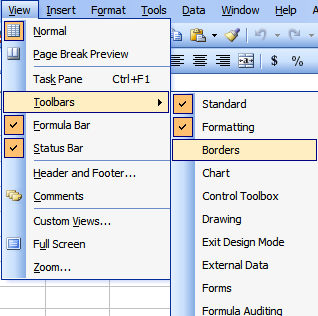 View Insert Format Tools Data Window Help Ado
Normal
Page Break Preview
Task Pane Ctrl+F1
Toolbars
Formula Bar
Status Bar
Header and Footer...
Comments
Custom Views...
Full Screen
Zoom...
$ %
Standard
Formatting
Borders
Chart
Control Toolbox
Drawing
Exit Design Mode
External Data
Forms
Formula Auditing